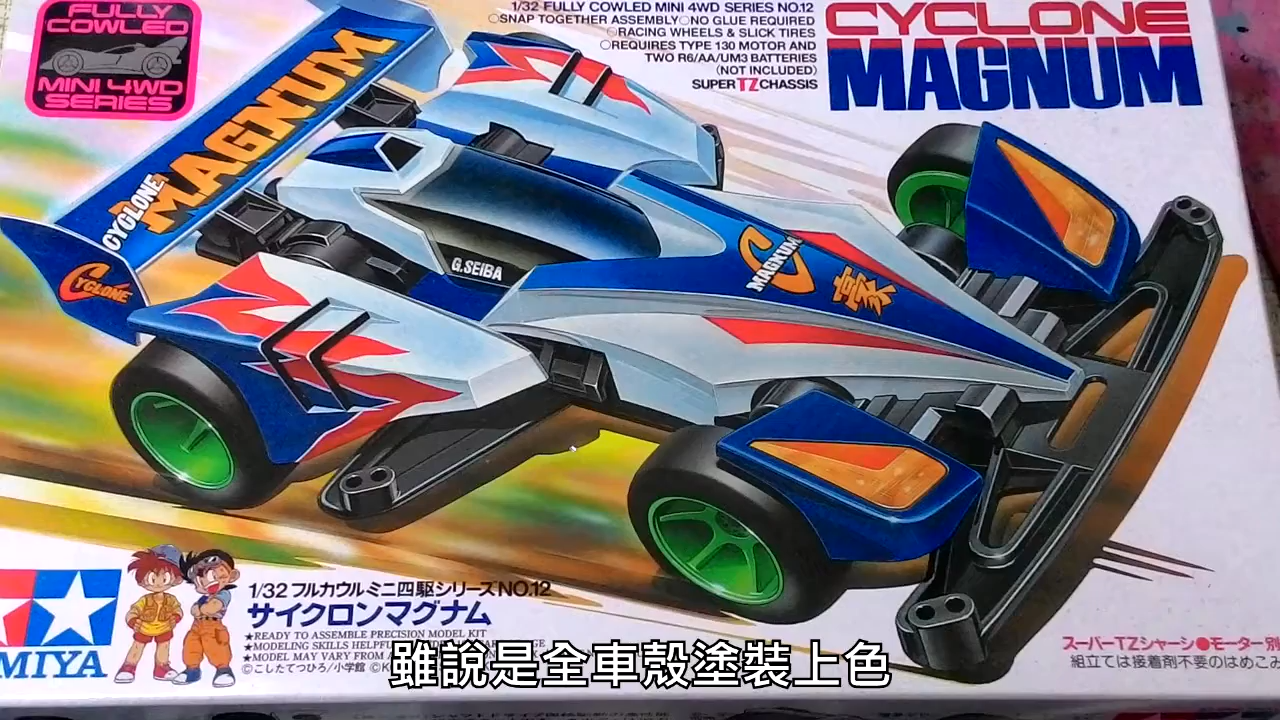 FULLY
COWLED
MINI 4WD
SERIES
1/32 FULLY COWLED MINI 4WD SERIES NO.12
○SNAP TOGETHER ASSEMBLY○NO GLUE REQUIRED
○RACING WHEELS & SLICK TIRES
○REQUIRES TYPE 130 MOTOR AND
TWO R6/AA/UM3 BATTERIES
(NOT INCLUDED)
SUPER TZ CHASSIS
CYCLONE
MAGNUM
CYCLONE
MAGNUM
CYCLONE
G.SEIBA
MAGNUM
豪
1/32 フルカウルミニ四駆シリーズNO.12
サイクロンマグナム
★READY TO ASSEMBLE PRECISION MODEL KIT
★MODELING SKILLS HELPFUL
★MODEL MAY VARY FROM
©こしたてつひろ/小学館
MIYA
スーパーTZシャーシ●モーター別
組立ては接着剤不要のはめこみ
雖說是全車殼塗裝上色